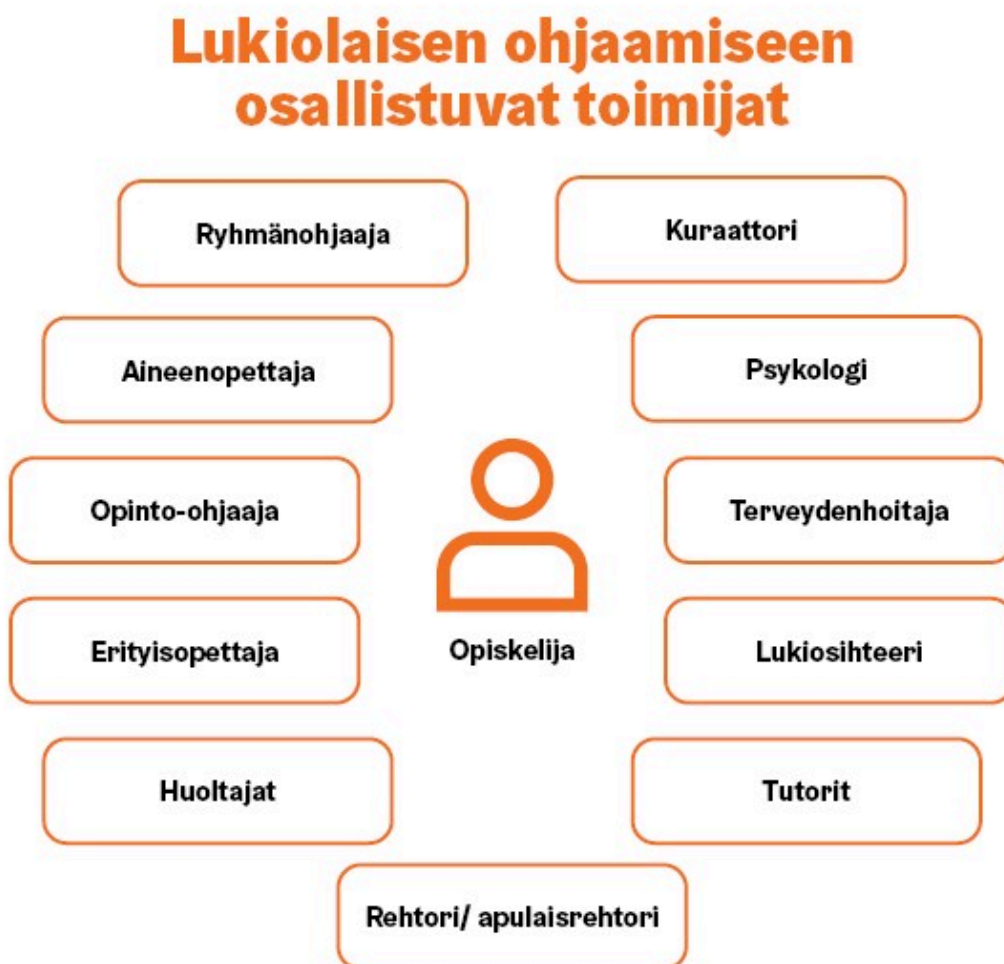 Lukiolaisen ohjaamiseen
osallistuvat toimijat
Ryhmänohjaaja
Kuraattori
Aineenopettaja
Psykologi
Opinto-ohjaaja
Terveydenhoitaja
Erityisopettaja
Opiskelija
Lukiosihteeri
Huoltajat
Tutorit
Rehtori/ apulaisrehtori